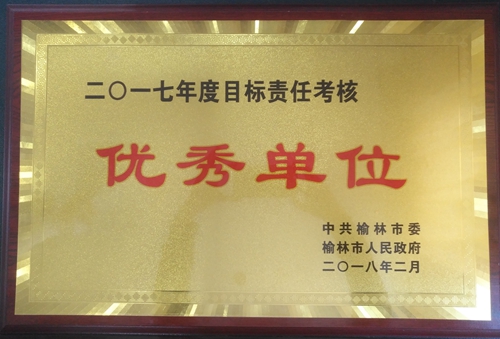 二〇一七年度目标责任考核
优秀单位
中共榆林市委
榆林市人民政府
二〇一八年二月